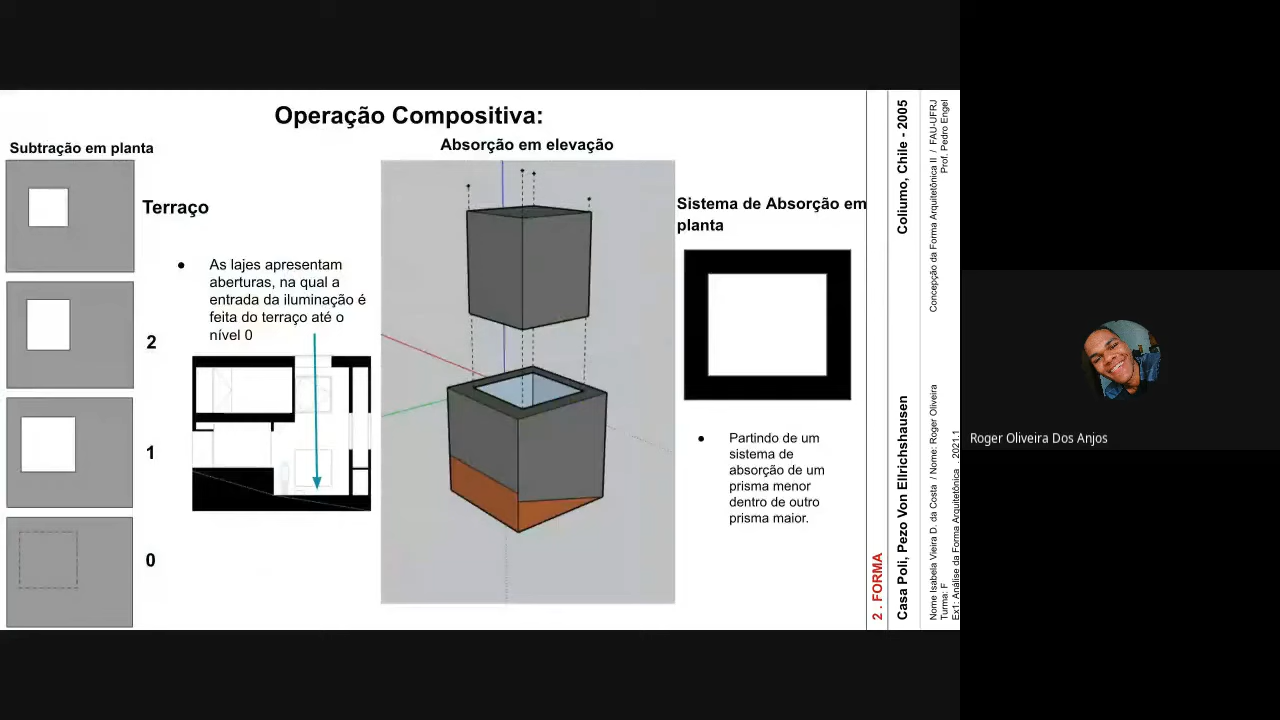 Operação Compositiva:
Subtração em planta
Absorção em elevação
Terraço
Sistema de Absorção em
planta
● As lajes apresentam
aberturas, na qual a
entrada da iluminação é
feita do terraço até o
nível 0
2
1
0
● Partindo de um
sistema de
absorção de um
prisma menor
dentro de outro
prisma maior.
2 . FORMA
Casa Poli, Pezo Von Ellrichshausen
Coliumo, Chile - 2005
Nome Isabela Vieira D. da Costa / Nome: Roger Oliveira
Turma: F
Ex1: Análise da Forma Arquitetônica . 2021.1
Concepção da Forma Arquitetônica II / FAU-UFRJ
Prof. Pedro Engel
Roger Oliveira Dos Anjos